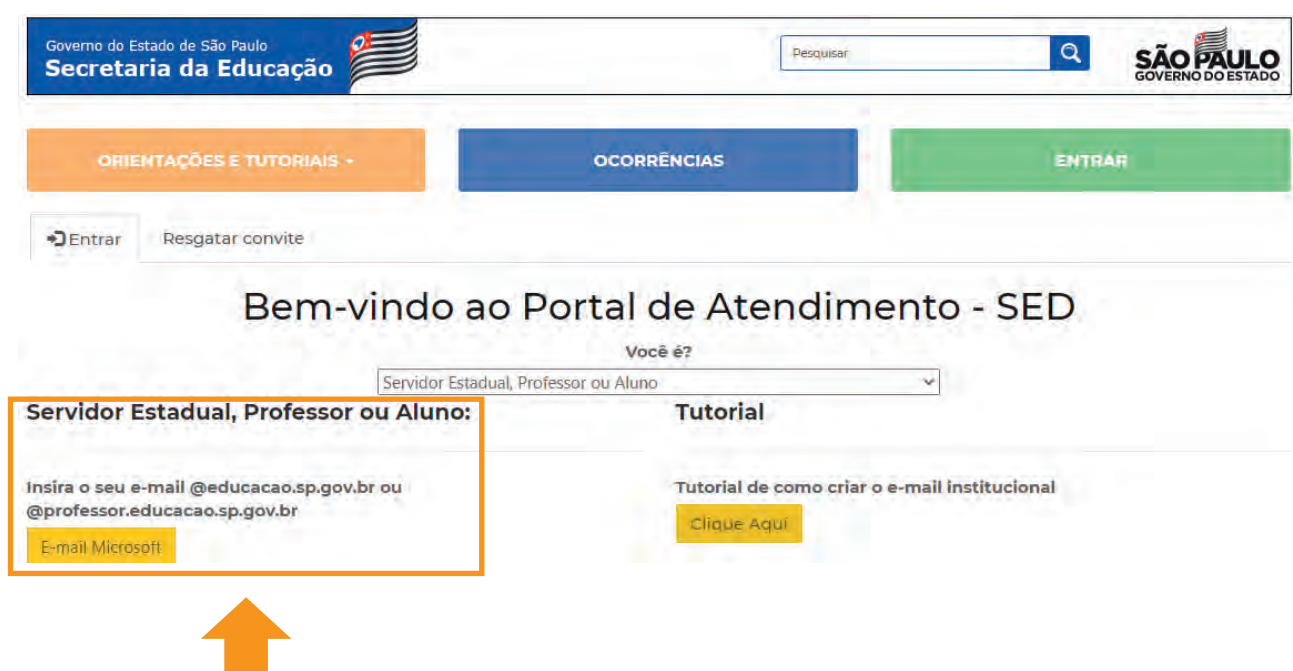 Governo do Estado de São Paulo
Secretaria da Educação
Pesquisar
SÃO PAULO
GOVERNO DO ESTADO
ORIENTAÇÕES E TUTORIAIS
OCORRÊNCIAS
ENTRAR
Entrar
Resgatar convite
Bem-vindo ao Portal de Atendimento - SED
Você é?
Servidor Estadual, Professor ou Aluno
Servidor Estadual, Professor ou Aluno:
Insira o seu e-mail @educacao.sp.gov.br ou
@professor.educacao.sp.gov.br
E-mail Microsoft
Tutorial
Tutorial de como criar o e-mail institucional
Clique Aqui